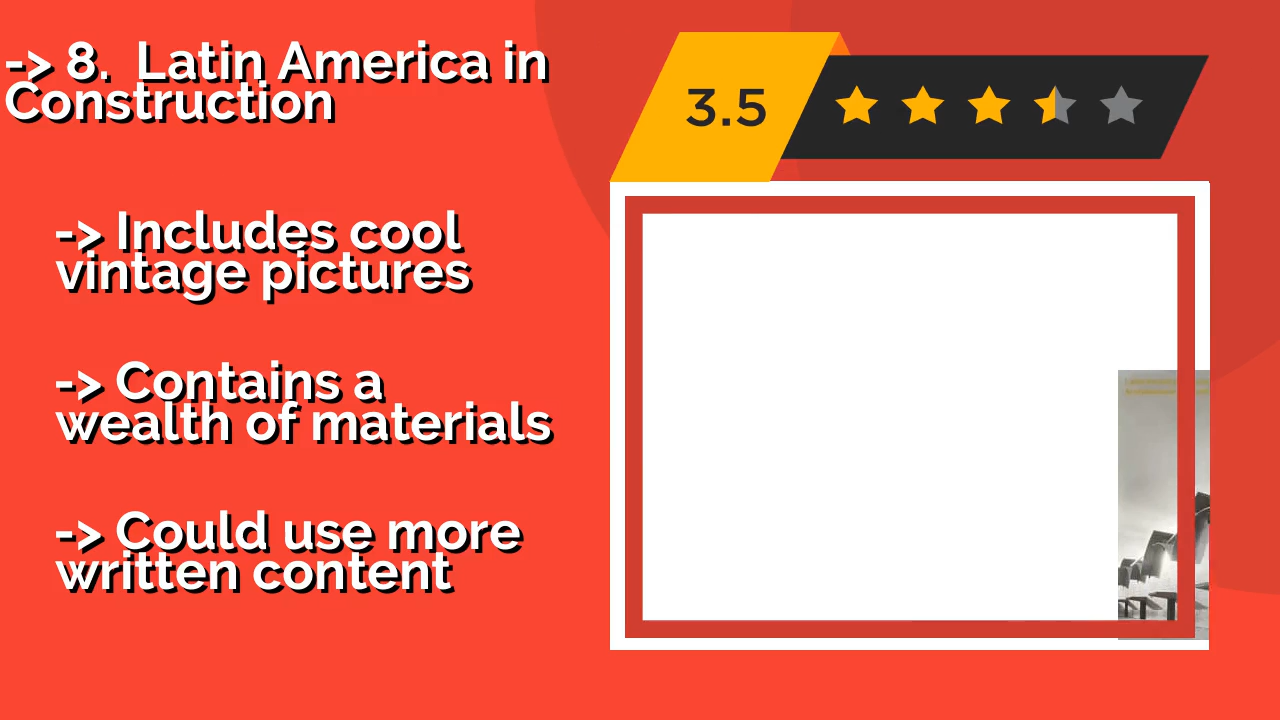 -> 8.  Latin America in
Construction
3.5
-> Includes cool
vintage pictures
-> Contains a
wealth of materials
-> Could use more
written content